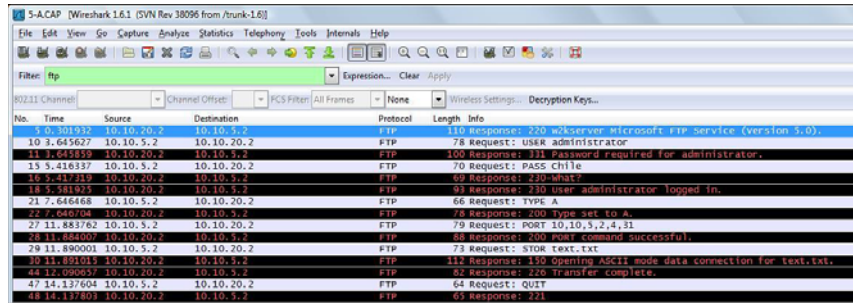 5-A.CAP [Wireshark 1.6.1 (SVN Rev 38096 from /trunk-1.6)]
File Edit View Go Capture Analyze Statistics Telephony Tools Internals Help
Filter: ftp Expression... Clear Apply
802.11 Channel: Channel Offset: FCS Filter: All Frames None Wireless Settings... Decryption Keys...
No. Time Source Destination Protocol Length Info
5 0.301932 10.10.20.2 10.10.5.2 FTP 110 Response: 220 w2kserver Microsoft FTP Service (Version 5.0).
10 3.645627 10.10.5.2 10.10.20.2 FTP 78 Request: USER administrator
11 3.645859 10.10.20.2 10.10.5.2 FTP 100 Response: 331 Password required for administrator.
15 5.416337 10.10.5.2 10.10.20.2 FTP 70 Request: PASS Chile
16 5.417319 10.10.20.2 10.10.5.2 FTP 69 Response: 230-What?
18 5.581925 10.10.20.2 10.10.5.2 FTP 93 Response: 230 User administrator logged in.
21 7.646468 10.10.5.2 10.10.20.2 FTP 66 Request: TYPE A
22 7.646704 10.10.20.2 10.10.5.2 FTP 78 Response: 200 Type set to A.
27 11.883762 10.10.5.2 10.10.20.2 FTP 79 Request: PORT 10,10,5,2,4,31
28 11.884007 10.10.20.2 10.10.5.2 FTP 88 Response: 200 PORT command successful.
29 11.890001 10.10.5.2 10.10.20.2 FTP 73 Request: STOR text.txt
30 11.891015 10.10.20.2 10.10.5.2 FTP 112 Response: 150 Opening ASCII mode data connection for text.txt.
44 12.090657 10.10.20.2 10.10.5.2 FTP 82 Response: 226 Transfer complete.
47 14.137604 10.10.5.2 10.10.20.2 FTP 64 Request: QUIT
48 14.137803 10.10.20.2 10.10.5.2 FTP 65 Response: 221